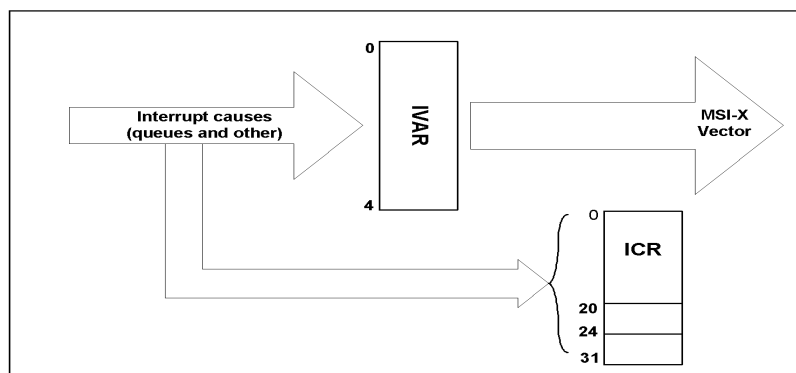 0
Interrupt causes
(queues and other)
IVAR
MSI-X
Vector
4
0
ICR
20
24
31